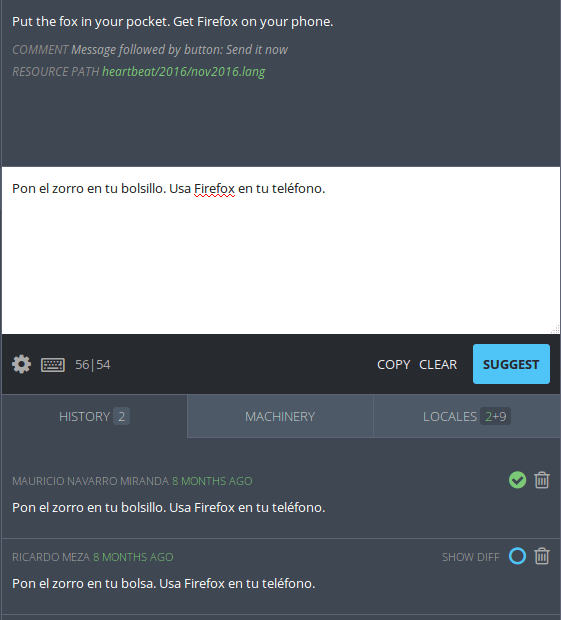 Put the fox in your pocket. Get Firefox on your phone.
COMMENT Message followed by button: Send it now
RESOURCE PATH heartbeat/2016/nov2016.lang
Pon el zorro en tu bolsillo. Usa Firefox en tu teléfono.
56|54 COPY CLEAR SUGGEST
HISTORY 2 MACHINERY LOCALES 2+9
MAURICIO NAVARRO MIRANDA 8 MONTHS AGO
Pon el zorro en tu bolsillo. Usa Firefox en tu teléfono.
RICARDO MEZA 8 MONTHS AGO SHOW DIFF
Pon el zorro en tu bolsa. Usa Firefox en tu teléfono.